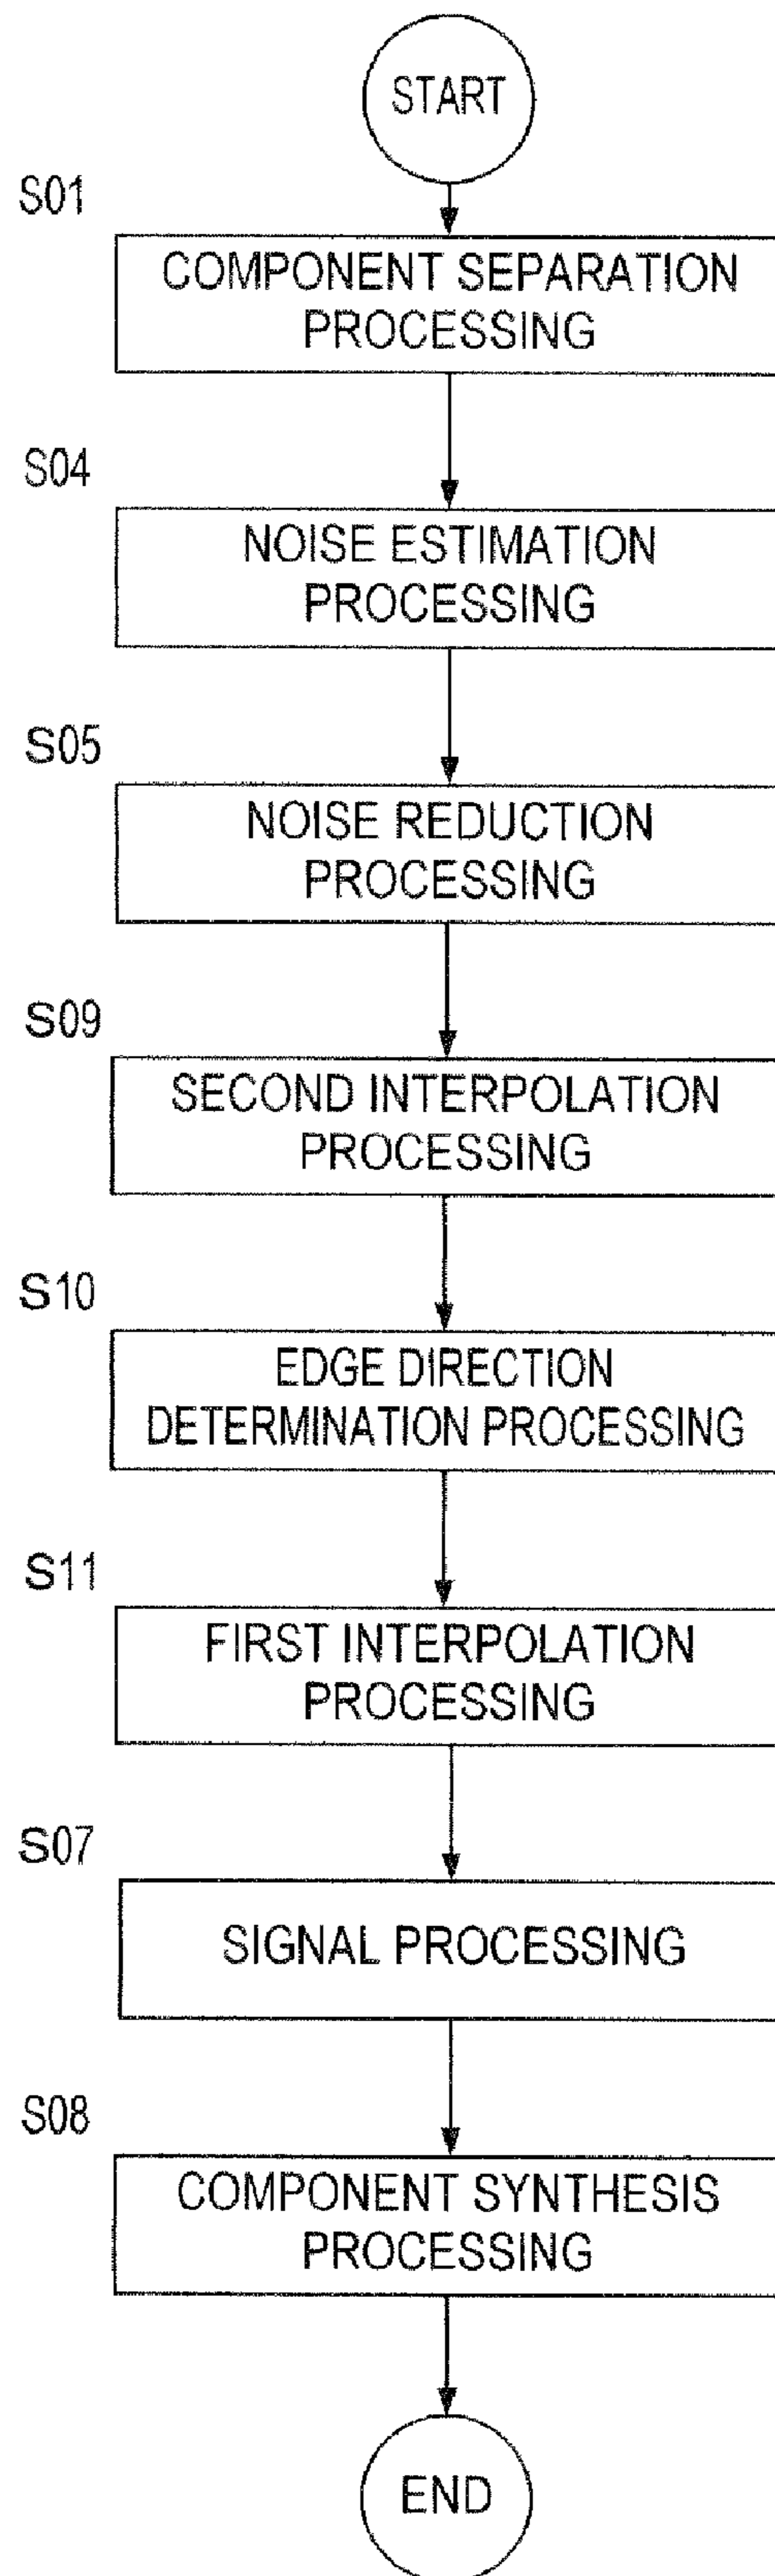 START
S01
COMPONENT SEPARATION
PROCESSING
S04
NOISE ESTIMATION
PROCESSING
S05
NOISE REDUCTION
PROCESSING
S09
SECOND INTERPOLATION
PROCESSING
S10
EDGE DIRECTION
DETERMINATION PROCESSING
S11
FIRST INTERPOLATION
PROCESSING
S07
SIGNAL PROCESSING
S08
COMPONENT SYNTHESIS
PROCESSING
END